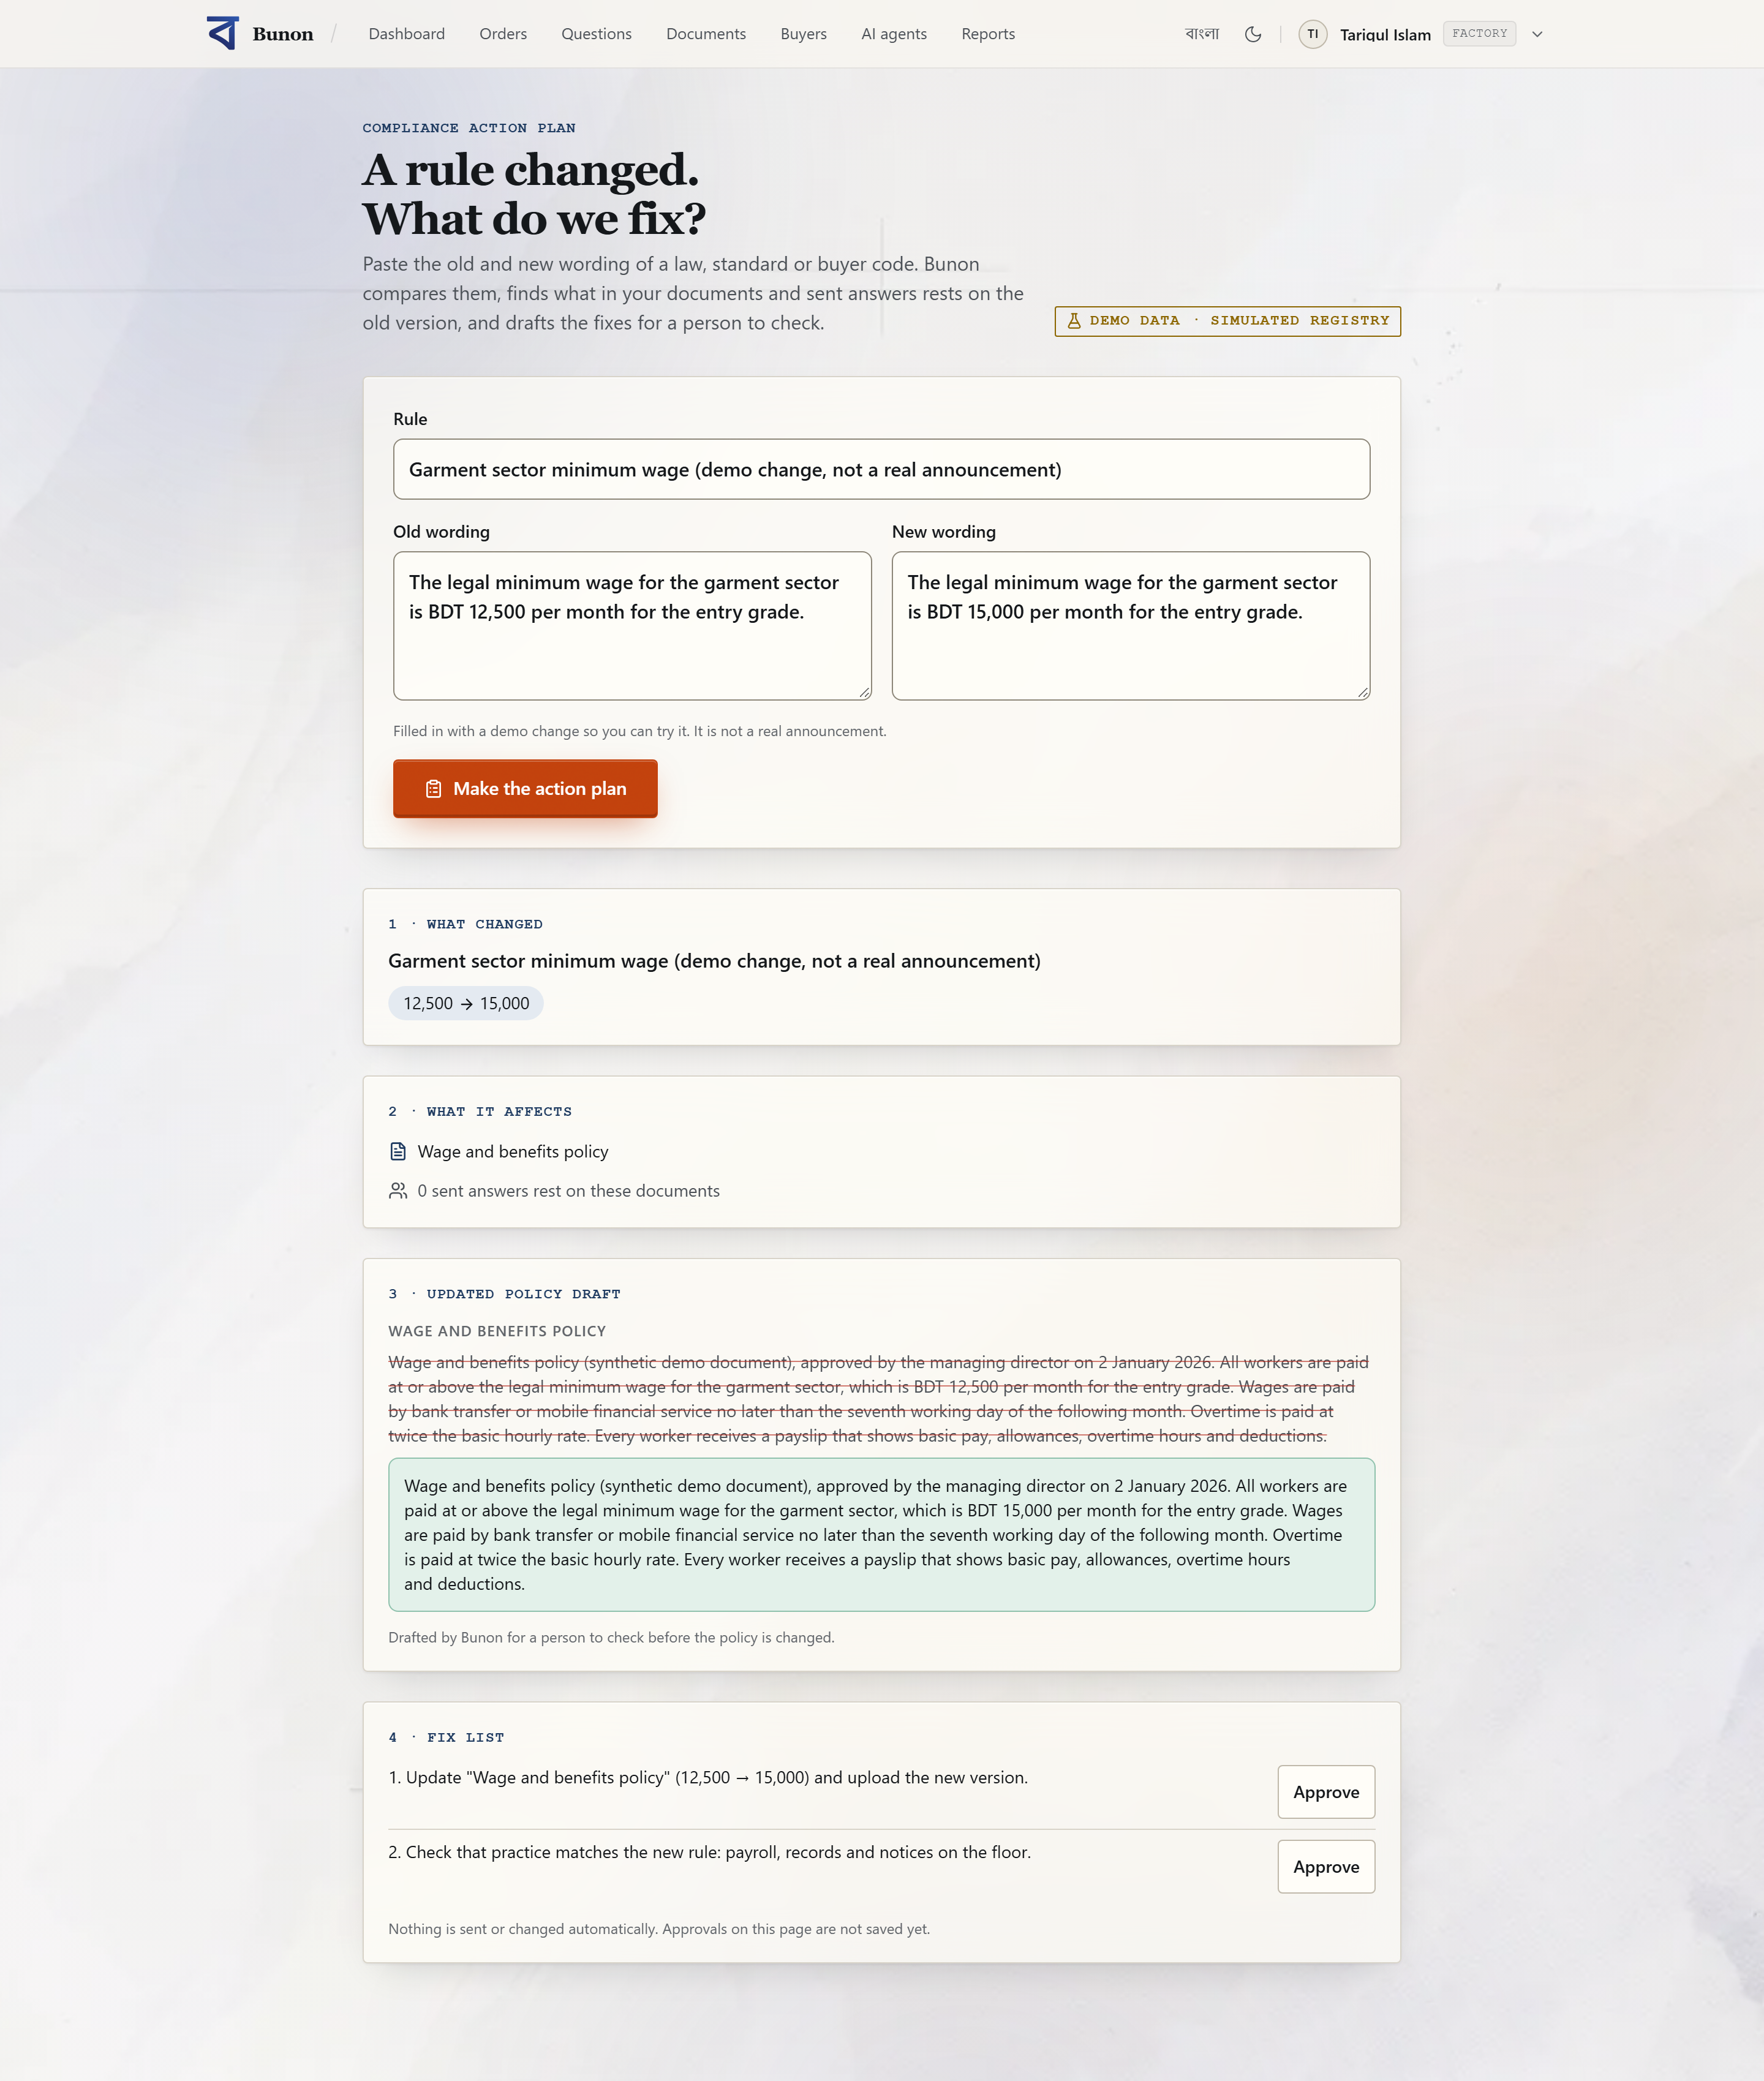 Bunon / Dashboard Orders Questions Documents Buyers AI agents Reports বাংলা TI Tariqul Islam FACTORY
COMPLIANCE ACTION PLAN
A rule changed.
What do we fix?
Paste the old and new wording of a law, standard or buyer code. Bunon
compares them, finds what in your documents and sent answers rests on the
old version, and drafts the fixes for a person to check.
DEMO DATA · SIMULATED REGISTRY
Rule
Garment sector minimum wage (demo change, not a real announcement)
Old wording
The legal minimum wage for the garment sector
is BDT 12,500 per month for the entry grade.
New wording
The legal minimum wage for the garment sector
is BDT 15,000 per month for the entry grade.
Filled in with a demo change so you can try it. It is not a real announcement.
Make the action plan
1 · WHAT CHANGED
Garment sector minimum wage (demo change, not a real announcement)
12,500 → 15,000
2 · WHAT IT AFFECTS
Wage and benefits policy
0 sent answers rest on these documents
3 · UPDATED POLICY DRAFT
WAGE AND BENEFITS POLICY
Wage and benefits policy (synthetic demo document), approved by the managing director on 2 January 2026. All workers are paid
at or above the legal minimum wage for the garment sector, which is BDT 12,500 per month for the entry grade. Wages are paid
by bank transfer or mobile financial service no later than the seventh working day of the following month. Overtime is paid at
twice the basic hourly rate. Every worker receives a payslip that shows basic pay, allowances, overtime hours and deductions.
Wage and benefits policy (synthetic demo document), approved by the managing director on 2 January 2026. All workers are
paid at or above the legal minimum wage for the garment sector, which is BDT 15,000 per month for the entry grade. Wages
are paid by bank transfer or mobile financial service no later than the seventh working day of the following month. Overtime
is paid at twice the basic hourly rate. Every worker receives a payslip that shows basic pay, allowances, overtime hours
and deductions.
Drafted by Bunon for a person to check before the policy is changed.
4 · FIX LIST
1. Update "Wage and benefits policy" (12,500 → 15,000) and upload the new version.
Approve
2. Check that practice matches the new rule: payroll, records and notices on the floor.
Approve
Nothing is sent or changed automatically. Approvals on this page are not saved yet.